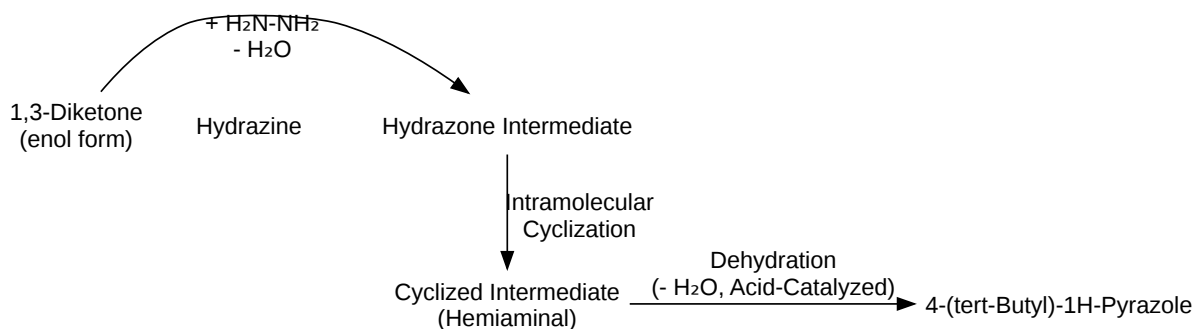 + H₂N-NH₂
- H₂O
1,3-Diketone
(enol form)
Hydrazine
Hydrazone Intermediate
Intramolecular
Cyclization
Cyclized Intermediate
(Hemiaminal)
Dehydration
(- H₂O, Acid-Catalyzed)
4-(tert-Butyl)-1H-Pyrazole